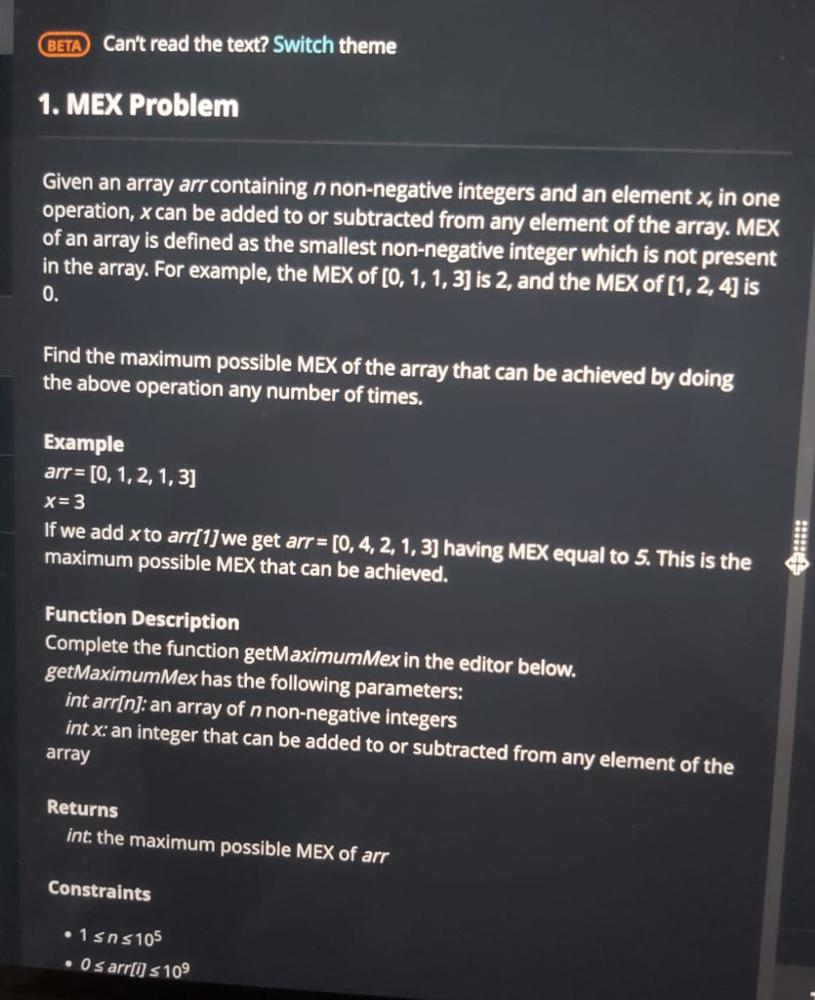 BETA Can't read the text? Switch theme
1. MEX Problem
Given an array arr containing n non-negative integers and an element x, in one
operation, x can be added to or subtracted from any element of the array. MEX
of an array is defined as the smallest non-negative integer which is not present
in the array. For example, the MEX of [0, 1, 1, 3] is 2, and the MEX of [1, 2, 4] is
0.
Find the maximum possible MEX of the array that can be achieved by doing
the above operation any number of times.
Example
arr = [0, 1, 2, 1, 3]
x = 3
If we add x to arr[1] we get arr = [0, 4, 2, 1, 3] having MEX equal to 5. This is the
maximum possible MEX that can be achieved.
Function Description
Complete the function getMaximumMex in the editor below.
getMaximumMex has the following parameters:
int arr[n]: an array of n non-negative integers
int x: an integer that can be added to or subtracted from any element of the
array
Returns
int: the maximum possible MEX of arr
Constraints
• 1 ≤ n ≤ 10⁵
• 0 ≤ arr[i] ≤ 10⁹